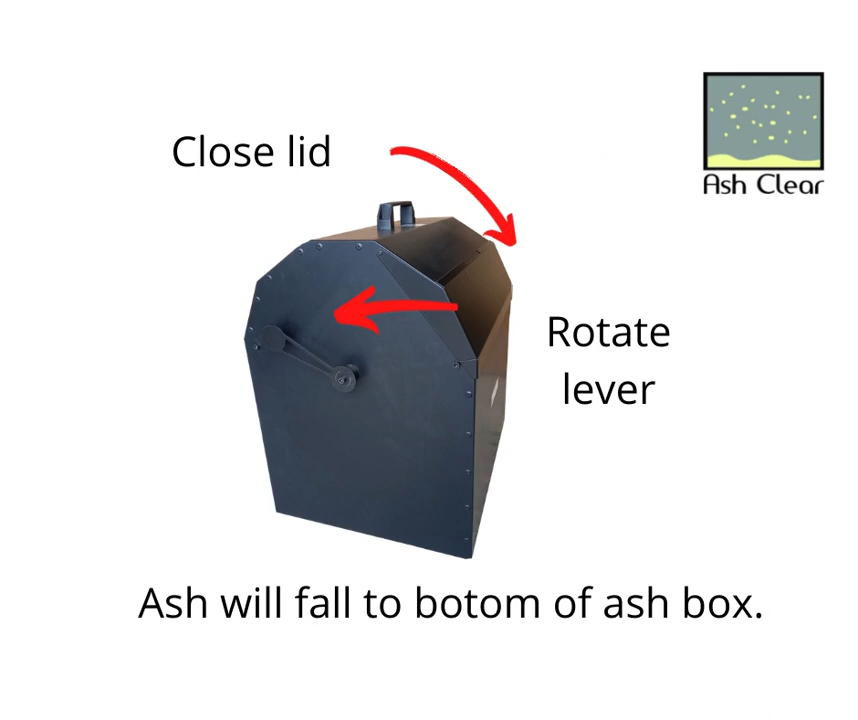 Close lid
Ash Clear
Rotate
lever
Ash will fall to botom of ash box.